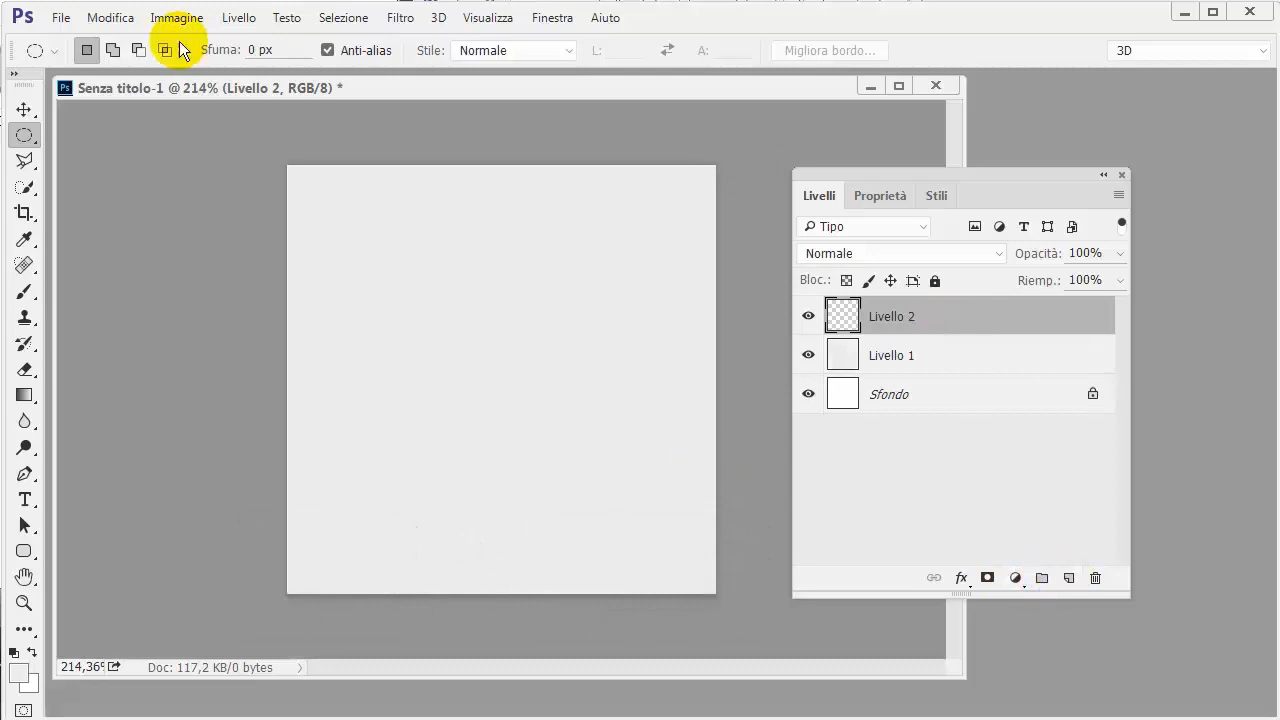 Ps File Modifica Immagine Livello Testo Selezione Filtro 3D Visualizza Finestra Aiuto
Sfuma: 0 px Anti-alias Stile: Normale L: A: Migliora bordo... 3D
Ps Senza titolo-1 @ 214% (Livello 2, RGB/8) *
Livelli Proprietà Stili
Tipo
Normale Opacità: 100%
Bloc.: Riemp.: 100%
Livello 2
Livello 1
Sfondo
fx
214,36% Doc: 117,2 KB/0 bytes